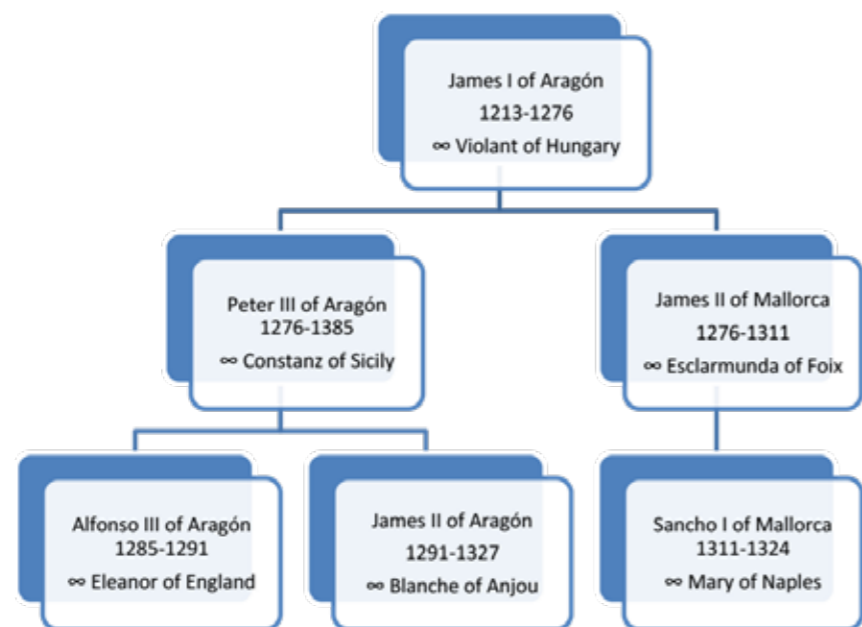 James I of Aragón
1213-1276
∞ Violant of Hungary
Peter III of Aragón
1276-1385
∞ Constanz of Sicily
James II of Mallorca
1276-1311
∞ Esclarmunda of Foix
Alfonso III of Aragón
1285-1291
∞ Eleanor of England
James II of Aragón
1291-1327
∞ Blanche of Anjou
Sancho I of Mallorca
1311-1324
∞ Mary of Naples